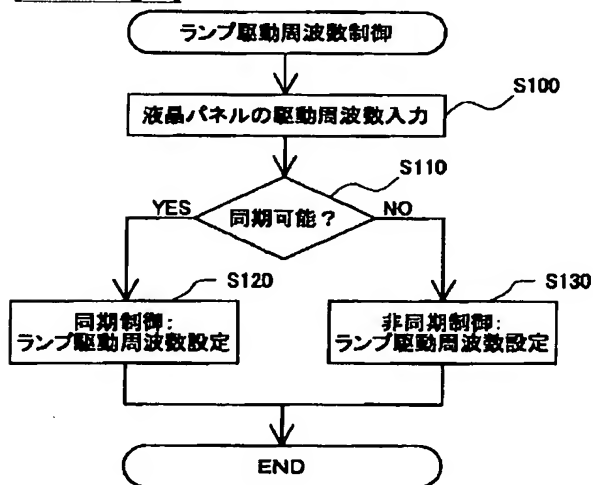 ランプ駆動周波数制御
S100
液晶パネルの駆動周波数入力
S110
YES
同期可能?
NO
S120
S130
同期制御:
ランプ駆動周波数設定
非同期制御:
ランプ駆動周波数設定
END